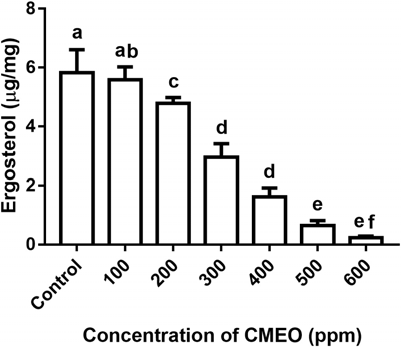 Ergosterol (μg/mg)
8
6
4
2
0
a
ab
c
d
d
e
ef
Control
100
200
300
400
500
600
Concentration of CMEO (ppm)